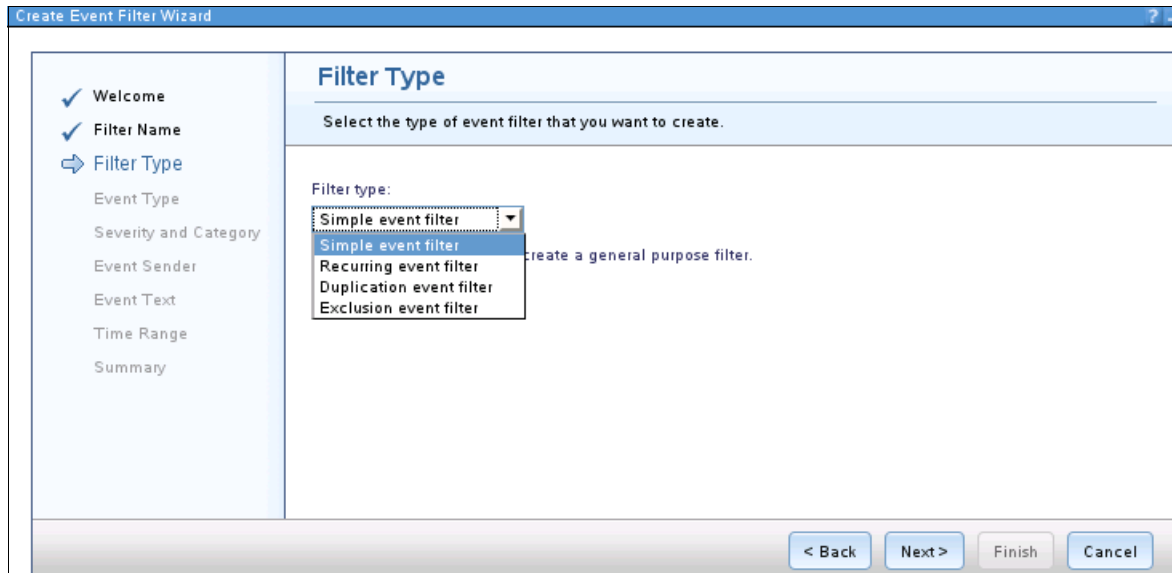 Create Event Filter Wizard
?
Welcome
Filter Name
Filter Type
Event Type
Severity and Category
Event Sender
Event Text
Time Range
Summary
Filter Type
Select the type of event filter that you want to create.
Filter type:
Simple event filter
Simple event filter
create a general purpose filter.
Recurring event filter
Duplication event filter
Exclusion event filter
< Back
Next >
Finish
Cancel